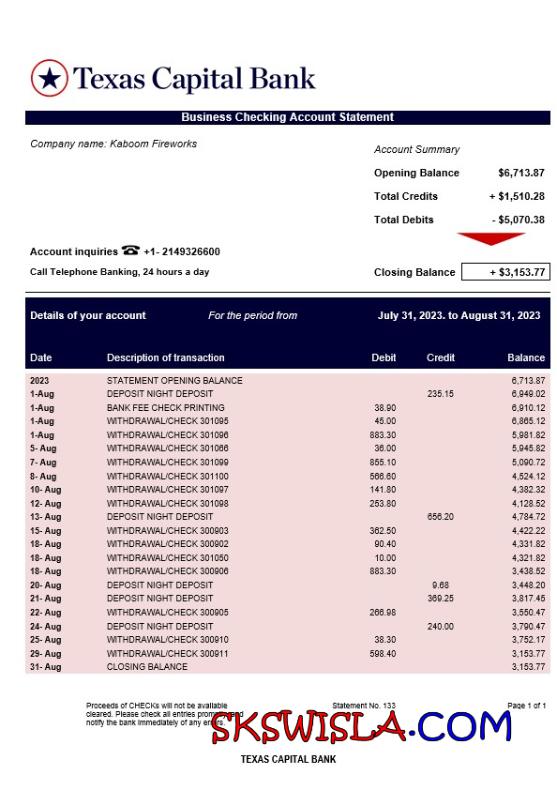 Texas Capital Bank
Business Checking Account Statement
Company name: Kaboom Fireworks
Account Summary
Opening Balance $6,713.87
Total Credits + $1,510.28
Total Debits - $5,070.38
Account inquiries ☎ +1- 2149326600
Call Telephone Banking, 24 hours a day
Closing Balance + $3,153.77
Details of your account For the period from July 31, 2023. to August 31, 2023
Date Description of transaction Debit Credit Balance
2023 STATEMENT OPENING BALANCE 6,713.87
1-Aug DEPOSIT NIGHT DEPOSIT 235.15 6,949.02
1-Aug BANK FEE CHECK PRINTING 38.90 6,910.12
1-Aug WITHDRAWAL/CHECK 301095 45.00 6,865.12
1-Aug WITHDRAWAL/CHECK 301096 883.30 5,981.82
5- Aug WITHDRAWAL/CHECK 301066 36.00 5,945.82
7- Aug WITHDRAWAL/CHECK 301099 855.10 5,090.72
8- Aug WITHDRAWAL/CHECK 301100 566.60 4,524.12
10- Aug WITHDRAWAL/CHECK 301097 141.80 4,382.32
12- Aug WITHDRAWAL/CHECK 301098 253.80 4,128.52
13- Aug DEPOSIT NIGHT DEPOSIT 656.20 4,784.72
15- Aug WITHDRAWAL/CHECK 300903 362.50 4,422.22
18- Aug WITHDRAWAL/CHECK 300902 90.40 4,331.82
18- Aug WITHDRAWAL/CHECK 301050 10.00 4,321.82
18- Aug WITHDRAWAL/CHECK 300906 883.30 3,438.52
20- Aug DEPOSIT NIGHT DEPOSIT 9.68 3,448.20
21- Aug DEPOSIT NIGHT DEPOSIT 369.25 3,817.45
22- Aug WITHDRAWAL/CHECK 300905 266.98 3,550.47
24- Aug DEPOSIT NIGHT DEPOSIT 240.00 3,790.47
25- Aug WITHDRAWAL/CHECK 300910 38.30 3,752.17
29- Aug WITHDRAWAL/CHECK 300911 598.40 3,153.77
31- Aug CLOSING BALANCE 3,153.77
Proceeds of CHECKs will not be available Statement No. 133 Page 1 of 1
cleared. Please check all entries and
notify the bank immediately of any
SKSWISLA.COM
TEXAS CAPITAL BANK